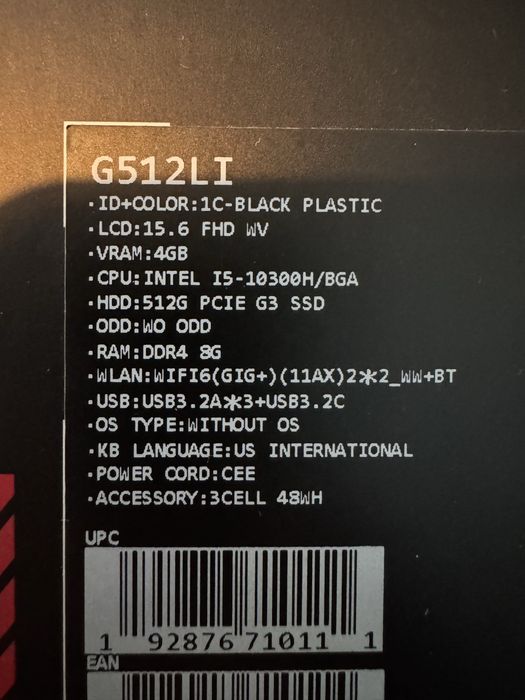 G512LI
·ID+COLOR:1C-BLACK PLASTIC
·LCD:15.6 FHD WV
·VRAM:4GB
·CPU:INTEL I5-10300H/BGA
·HDD:512G PCIE G3 SSD
·ODD:WO ODD
·RAM:DDR4 8G
·WLAN:WIFI6(GIG+)(11AX)2*2_WW+BT
·USB:USB3.2A*3+USB3.2C
·OS TYPE:WITHOUT OS
·KB LANGUAGE:US INTERNATIONAL
·POWER CORD:CEE
·ACCESSORY:3CELL 48WH
UPC
1 92876 71011 1
EAN